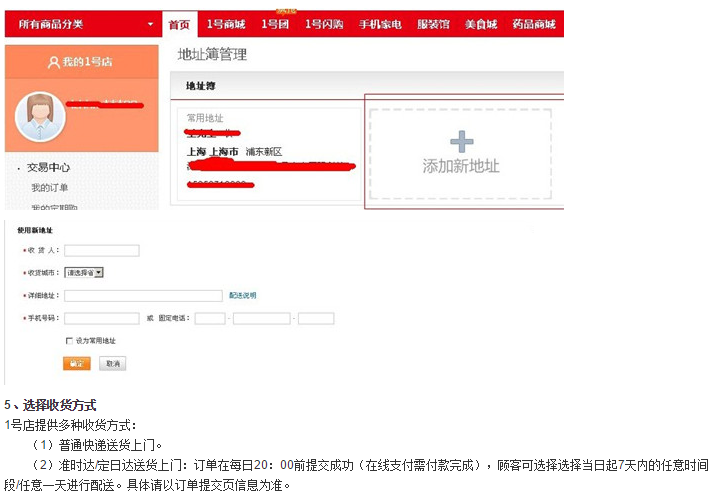 所有商品分类 首页 1号商城 1号团 1号闪购 手机家电 服装馆 美食城 药品商城
我的1号店
地址簿管理
地址簿
常用地址
上海 上海市 浦东新区
添加新地址
· 交易中心
我的订单
我的定期购
使用新地址
*收 货 人:
*收货城市: 请选择省
*详细地址: 配送说明
*手机号码: 或 固定电话: - -
设为常用地址
确定 取消
5、选择收货方式
1号店提供多种收货方式:
(1)普通快递送货上门。
(2)准时达/定日达送货上门:订单在每日20:00前提交成功(在线支付需付款完成),顾客可选择选择当日起7天内的任意时间
段/任意一天进行配送。具体请以订单提交页信息为准。